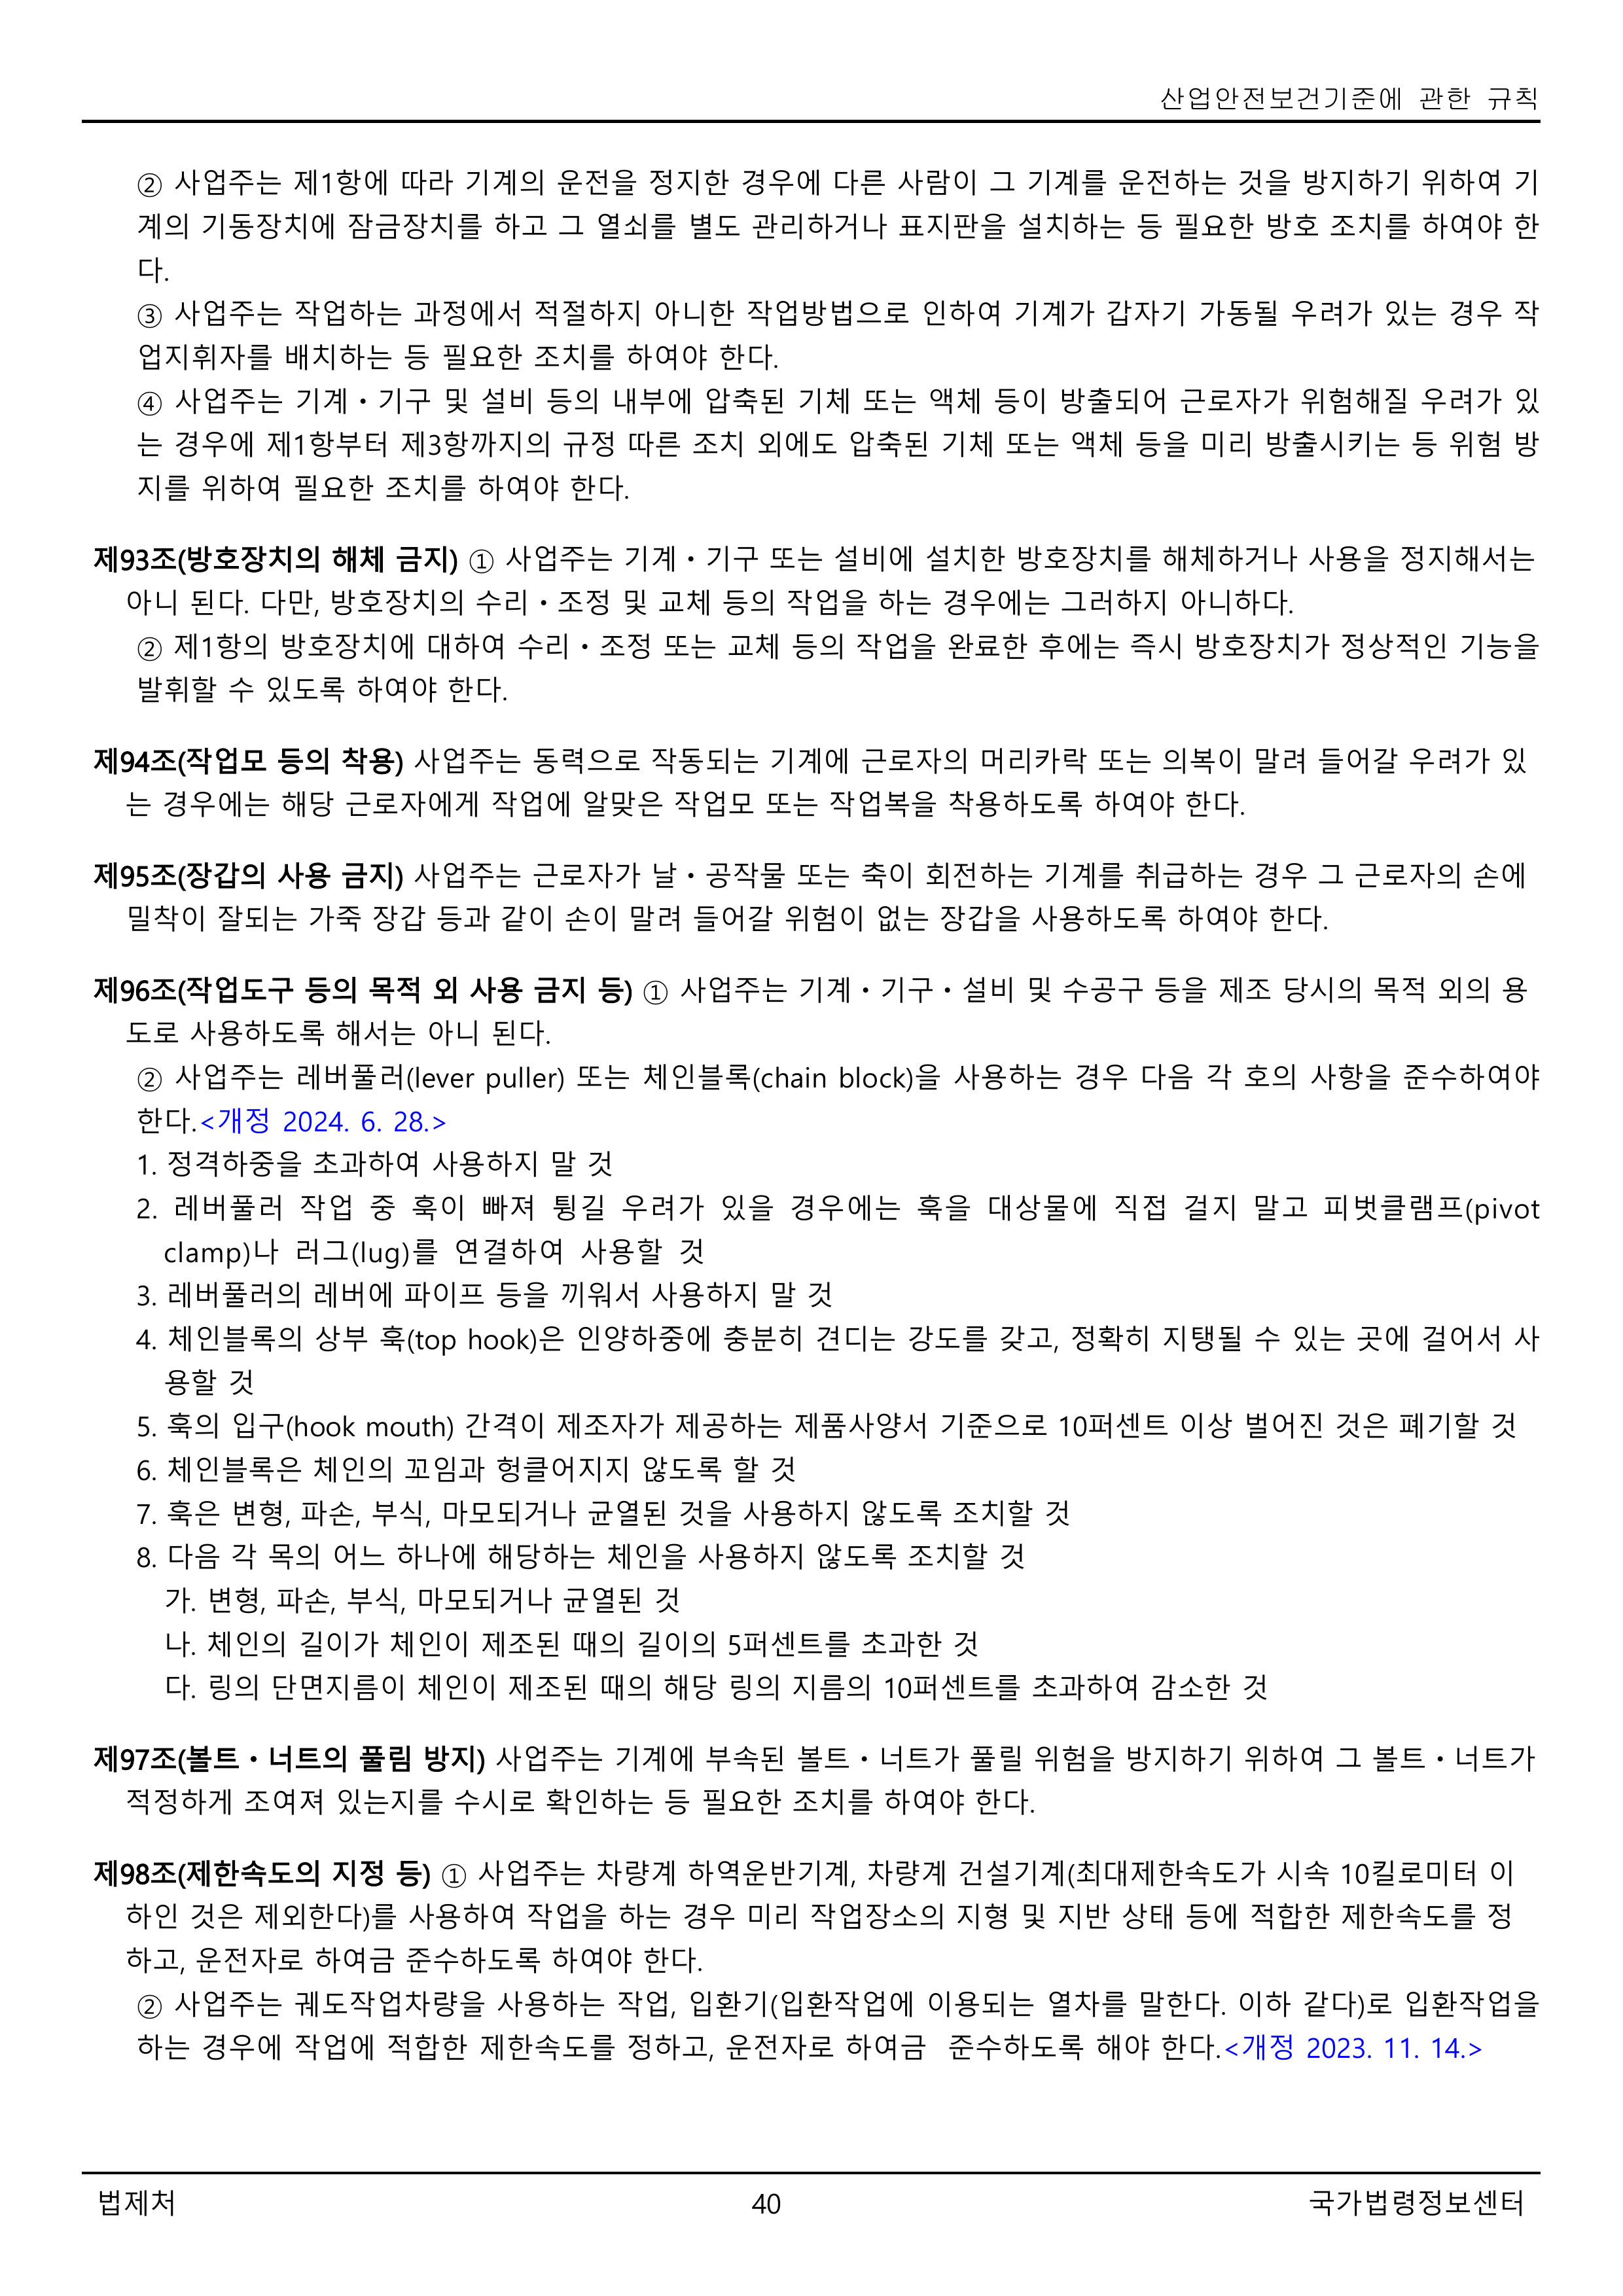 산업안전보건기준에 관한 규칙
② 사업주는 제1항에 따라 기계의 운전을 정지한 경우에 다른 사람이 그 기계를 운전하는 것을 방지하기 위하여 기
계의 기동장치에 잠금장치를 하고 그 열쇠를 별도 관리하거나 표지판을 설치하는 등 필요한 방호 조치를 하여야 한
다.
③ 사업주는 작업하는 과정에서 적절하지 아니한 작업방법으로 인하여 기계가 갑자기 가동될 우려가 있는 경우 작
업지휘자를 배치하는 등 필요한 조치를 하여야 한다.
④ 사업주는 기계ㆍ기구 및 설비 등의 내부에 압축된 기체 또는 액체 등이 방출되어 근로자가 위험해질 우려가 있
는 경우에 제1항부터 제3항까지의 규정 따른 조치 외에도 압축된 기체 또는 액체 등을 미리 방출시키는 등 위험 방
지를 위하여 필요한 조치를 하여야 한다.
제93조(방호장치의 해체 금지) ① 사업주는 기계ㆍ기구 또는 설비에 설치한 방호장치를 해체하거나 사용을 정지해서는
아니 된다. 다만, 방호장치의 수리ㆍ조정 및 교체 등의 작업을 하는 경우에는 그러하지 아니하다.
② 제1항의 방호장치에 대하여 수리ㆍ조정 또는 교체 등의 작업을 완료한 후에는 즉시 방호장치가 정상적인 기능을
발휘할 수 있도록 하여야 한다.
제94조(작업모 등의 착용) 사업주는 동력으로 작동되는 기계에 근로자의 머리카락 또는 의복이 말려 들어갈 우려가 있
는 경우에는 해당 근로자에게 작업에 알맞은 작업모 또는 작업복을 착용하도록 하여야 한다.
제95조(장갑의 사용 금지) 사업주는 근로자가 날ㆍ공작물 또는 축이 회전하는 기계를 취급하는 경우 그 근로자의 손에
밀착이 잘되는 가죽 장갑 등과 같이 손이 말려 들어갈 위험이 없는 장갑을 사용하도록 하여야 한다.
제96조(작업도구 등의 목적 외 사용 금지 등) ① 사업주는 기계ㆍ기구ㆍ설비 및 수공구 등을 제조 당시의 목적 외의 용
도로 사용하도록 해서는 아니 된다.
② 사업주는 레버풀러(lever puller) 또는 체인블록(chain block)을 사용하는 경우 다음 각 호의 사항을 준수하여야
한다.<개정 2024. 6. 28.>
1. 정격하중을 초과하여 사용하지 말 것
2. 레버풀러 작업 중 훅이 빠져 튕길 우려가 있을 경우에는 훅을 대상물에 직접 걸지 말고 피벗클램프(pivot
clamp)나 러그(lug)를 연결하여 사용할 것
3. 레버풀러의 레버에 파이프 등을 끼워서 사용하지 말 것
4. 체인블록의 상부 훅(top hook)은 인양하중에 충분히 견디는 강도를 갖고, 정확히 지탱될 수 있는 곳에 걸어서 사
용할 것
5. 훅의 입구(hook mouth) 간격이 제조자가 제공하는 제품사양서 기준으로 10퍼센트 이상 벌어진 것은 폐기할 것
6. 체인블록은 체인의 꼬임과 헝클어지지 않도록 할 것
7. 훅은 변형, 파손, 부식, 마모되거나 균열된 것을 사용하지 않도록 조치할 것
8. 다음 각 목의 어느 하나에 해당하는 체인을 사용하지 않도록 조치할 것
가. 변형, 파손, 부식, 마모되거나 균열된 것
나. 체인의 길이가 체인이 제조된 때의 길이의 5퍼센트를 초과한 것
다. 링의 단면지름이 체인이 제조된 때의 해당 링의 지름의 10퍼센트를 초과하여 감소한 것
제97조(볼트ㆍ너트의 풀림 방지) 사업주는 기계에 부속된 볼트ㆍ너트가 풀릴 위험을 방지하기 위하여 그 볼트ㆍ너트가
적정하게 조여져 있는지를 수시로 확인하는 등 필요한 조치를 하여야 한다.
제98조(제한속도의 지정 등) ① 사업주는 차량계 하역운반기계, 차량계 건설기계(최대제한속도가 시속 10킬로미터 이
하인 것은 제외한다)를 사용하여 작업을 하는 경우 미리 작업장소의 지형 및 지반 상태 등에 적합한 제한속도를 정
하고, 운전자로 하여금 준수하도록 하여야 한다.
② 사업주는 궤도작업차량을 사용하는 작업, 입환기(입환작업에 이용되는 열차를 말한다. 이하 같다)로 입환작업을
하는 경우에 작업에 적합한 제한속도를 정하고, 운전자로 하여금  준수하도록 해야 한다.<개정 2023. 11. 14.>
법제처 40 국가법령정보센터